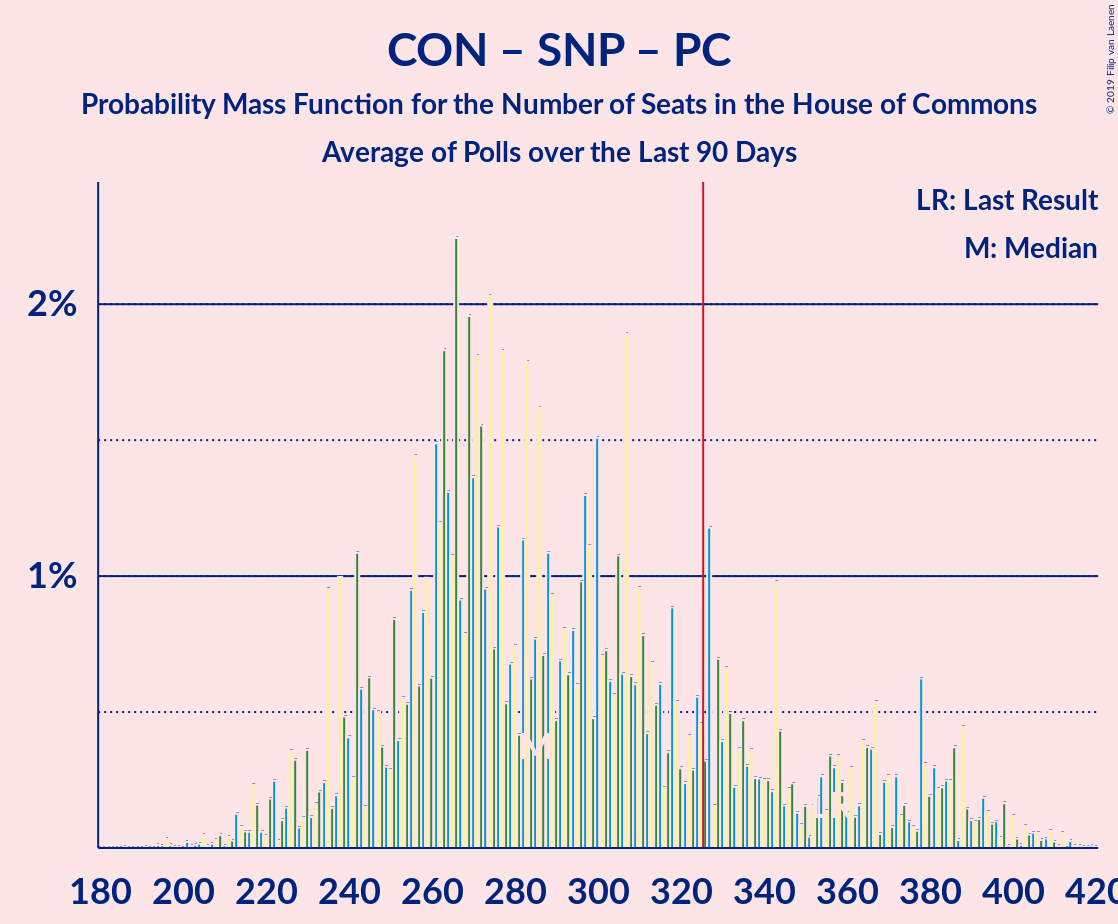 CON – SNP – PC
Probability Mass Function for the Number of Seats in the House of Commons
Average of Polls over the Last 90 Days
© 2019 Filip van Laenen
LR: Last Result
M: Median
2%
1%
180 200 220 240 260 280 300 320 340 360 380 400 420